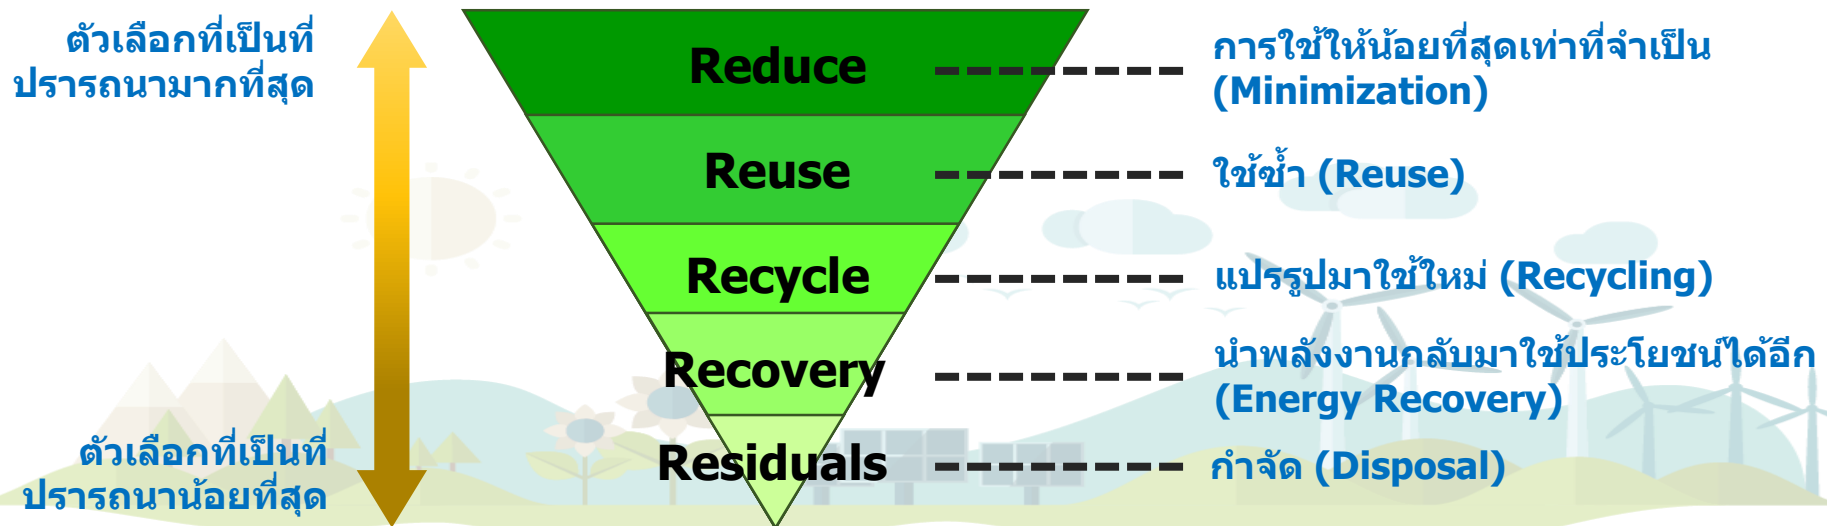 ตัวเลือกที่เป็นที่
ปรารถนามากที่สุด
Reduce
การใช้ให้น้อยที่สุดเท่าที่จำเป็น
(Minimization)
Reuse
ใช้ซ้ำ (Reuse)
Recycle
แปรรูปมาใช้ใหม่ (Recycling)
Recovery
นำพลังงานกลับมาใช้ประโยชน์ได้อีก
(Energy Recovery)
ตัวเลือกที่เป็นที่
ปรารถนาน้อยที่สุด
Residuals
กำจัด (Disposal)